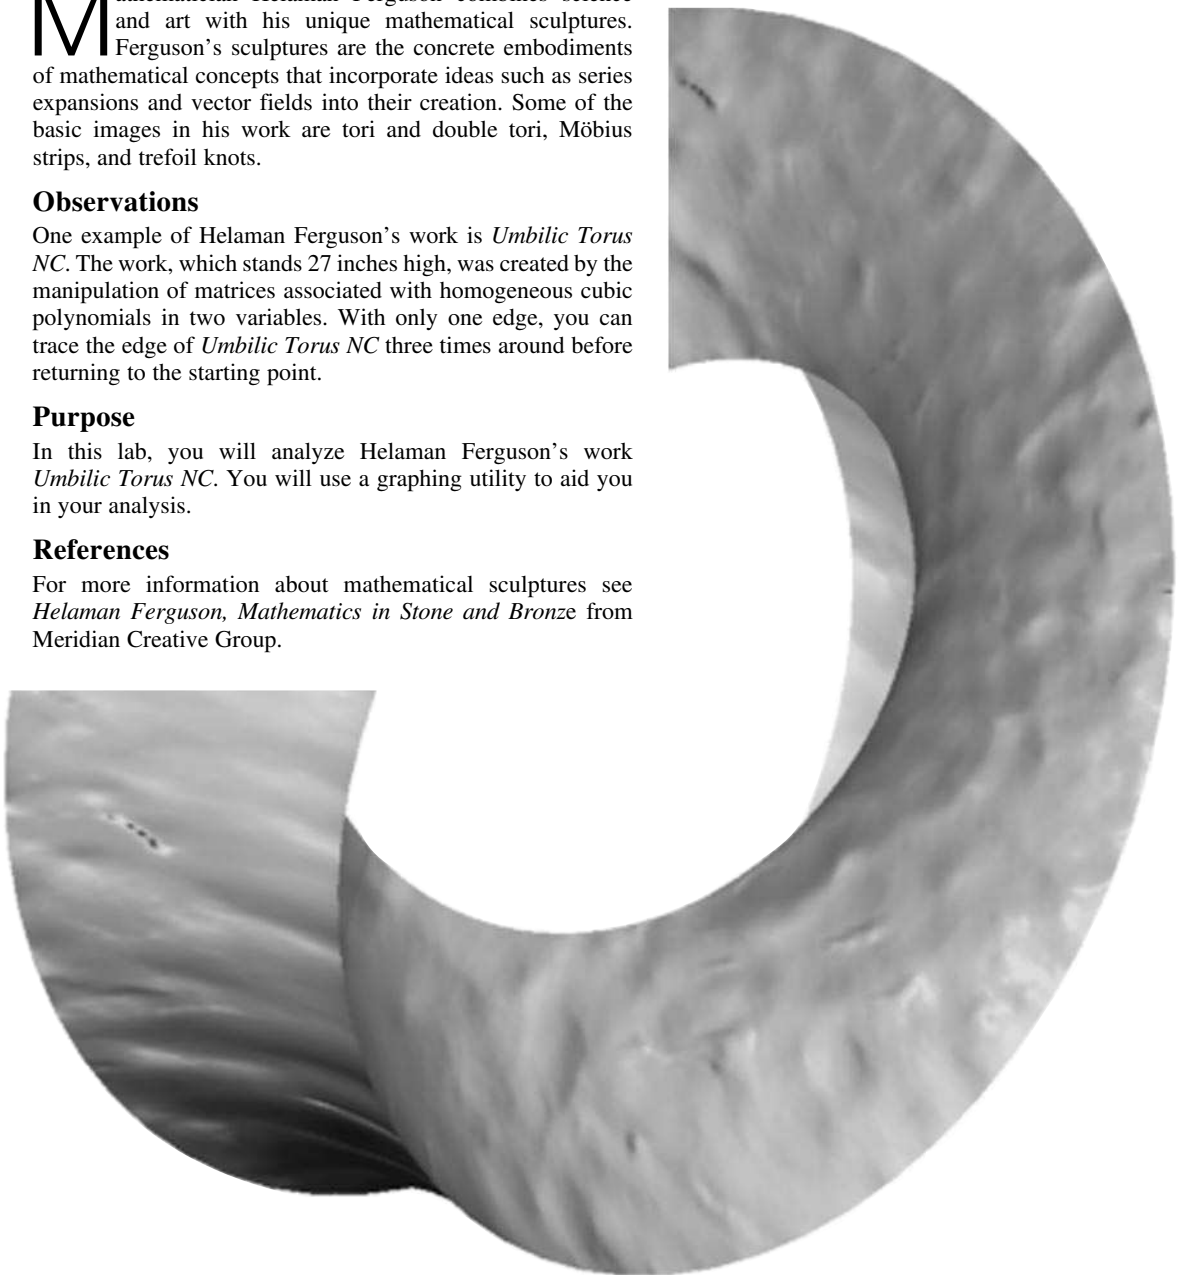 Mathematician Helaman Ferguson combines science
and art with his unique mathematical sculptures.
Ferguson's sculptures are the concrete embodiments
of mathematical concepts that incorporate ideas such as series
expansions and vector fields into their creation. Some of the
basic images in his work are tori and double tori, Möbius
strips, and trefoil knots.
Observations
One example of Helaman Ferguson's work is Umbilic Torus
NC. The work, which stands 27 inches high, was created by the
manipulation of matrices associated with homogeneous cubic
polynomials in two variables. With only one edge, you can
trace the edge of Umbilic Torus NC three times around before
returning to the starting point.
Purpose
In this lab, you will analyze Helaman Ferguson's work
Umbilic Torus NC. You will use a graphing utility to aid you
in your analysis.
References
For more information about mathematical sculptures see
Helaman Ferguson, Mathematics in Stone and Bronze from
Meridian Creative Group.